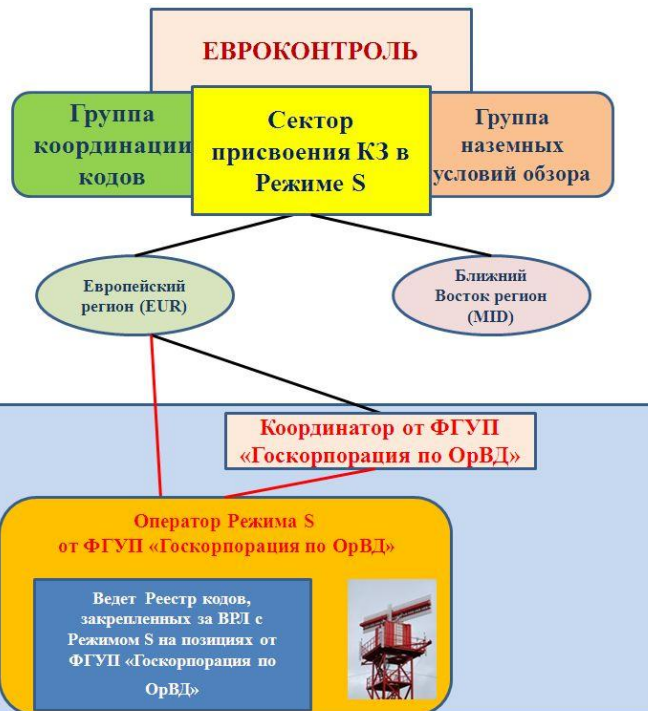 ЕВРОКОНТРОЛЬ
Группа
координации
кодов
Сектор
присвоения КЗ в
Режиме S
Группа
наземных
условий обзора
Европейский
регион (EUR)
Ближний
Восток регион
(MID)
Координатор от ФГУП
«Госкорпорация по ОрВД»
Оператор Режима S
от ФГУП «Госкорпорация по ОрВД»
Ведет Реестр кодов,
закрепленных за ВРЛ с
Режимом S на позициях от
ФГУП «Госкорпорация по
ОрВД»